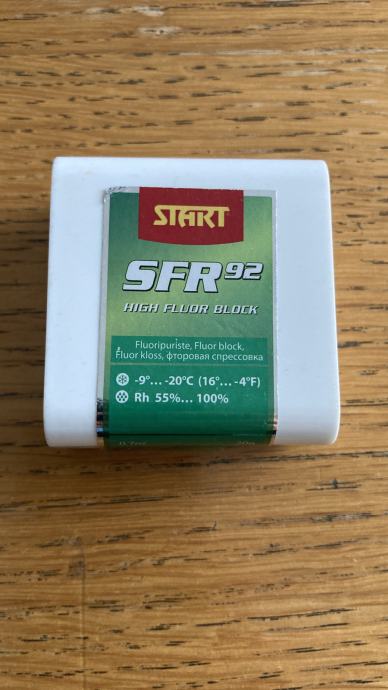 START
SFR92
HIGH FLUOR BLOCK
Fluoripuriste, Fluor block,
Fluor kloss, фторовая спрессовка
-9°... -20°C (16°... -4°F)
Rh 55%... 100%